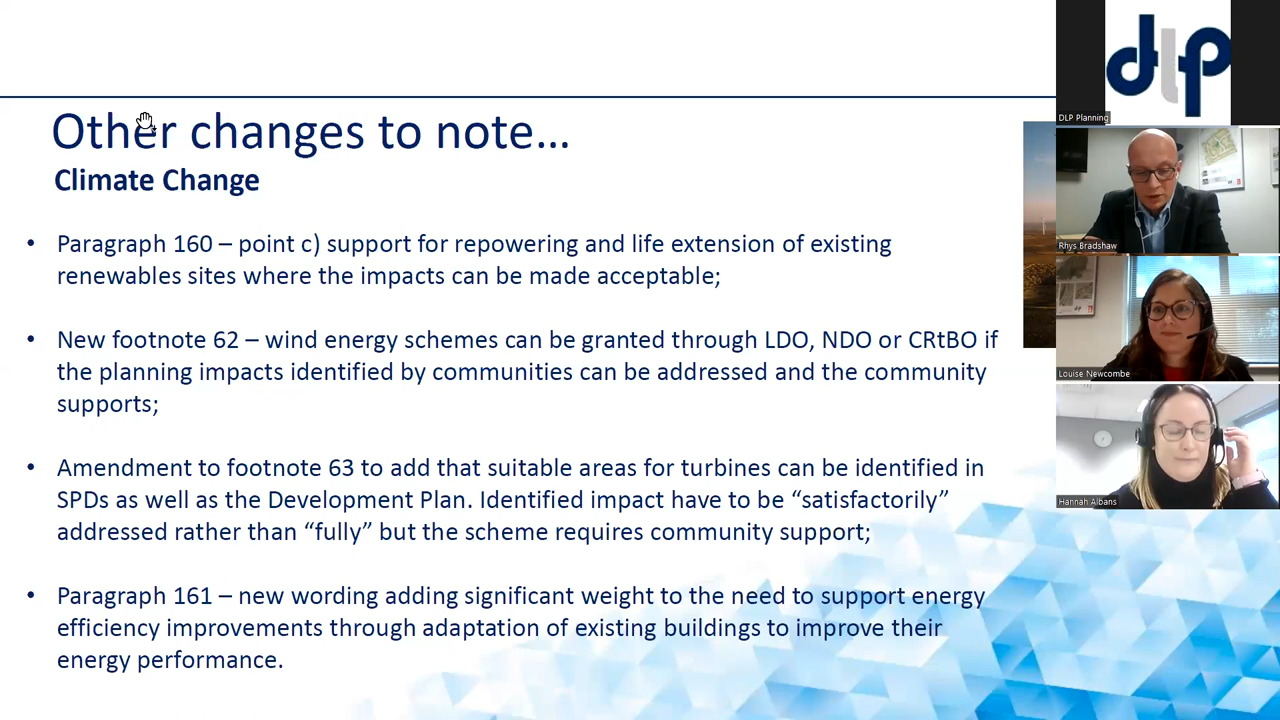 Other changes to note...
Climate Change
• Paragraph 160 – point c) support for repowering and life extension of existing
renewables sites where the impacts can be made acceptable;
• New footnote 62 – wind energy schemes can be granted through LDO, NDO or CRtBO if
the planning impacts identified by communities can be addressed and the community
supports;
• Amendment to footnote 63 to add that suitable areas for turbines can be identified in
SPDs as well as the Development Plan. Identified impact have to be “satisfactorily”
addressed rather than “fully” but the scheme requires community support;
• Paragraph 161 – new wording adding significant weight to the need to support energy
efficiency improvements through adaptation of existing buildings to improve their
energy performance.
dlp
DLP Planning
Rhys Bradshaw
Louise Newcombe
Hannah Albans